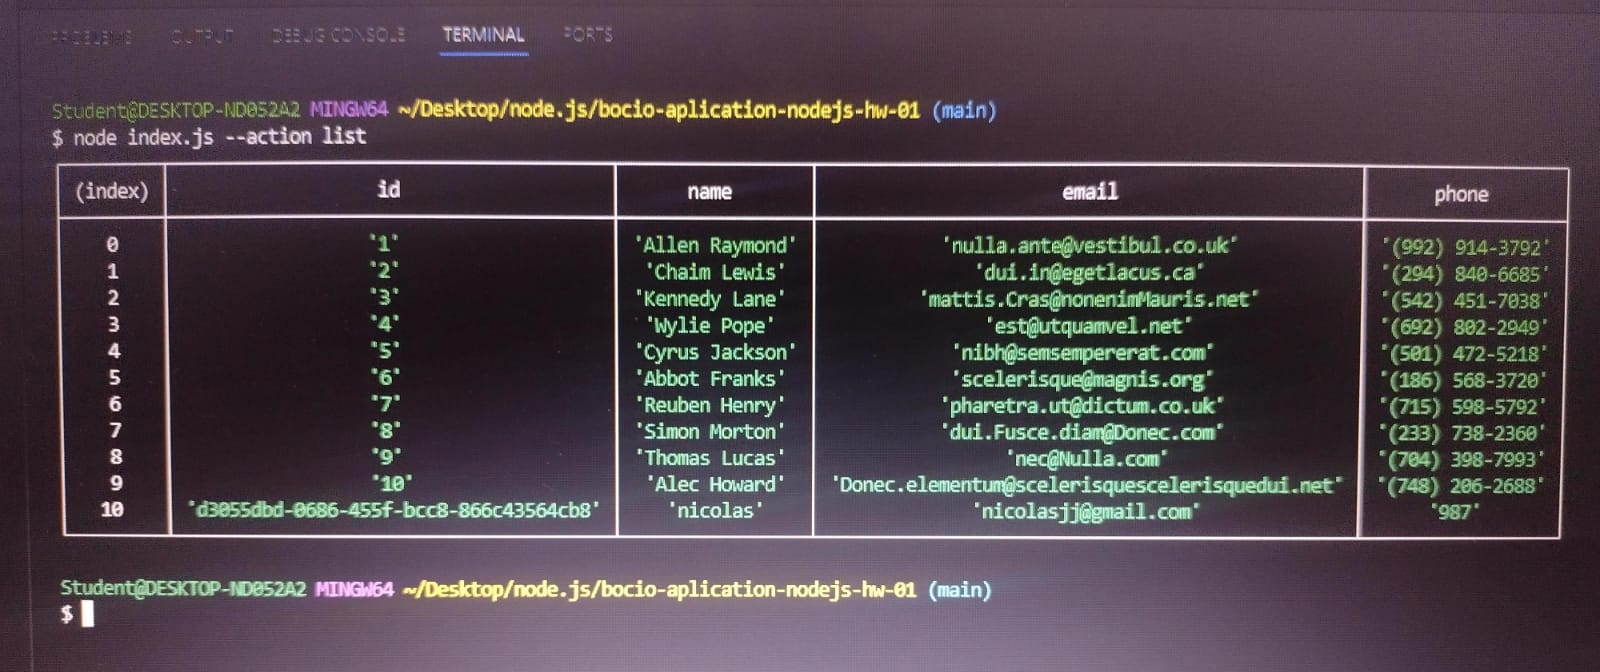 PROBLEMS OUTPUT DEBUG CONSOLE TERMINAL PORTS
Student@DESKTOP-ND052A2 MINGW64 ~/Desktop/node.js/bocio-aplication-nodejs-hw-01 (main)
$ node index.js --action list
(index) id name email phone
0 '1' 'Allen Raymond' 'nulla.ante@vestibul.co.uk' '(992) 914-3792'
1 '2' 'Chaim Lewis' 'dui.in@egetlacus.ca' '(294) 840-6685'
2 '3' 'Kennedy Lane' 'mattis.Cras@nonenimMauris.net' '(542) 451-7038'
3 '4' 'Wylie Pope' 'est@utquamvel.net' '(692) 802-2949'
4 '5' 'Cyrus Jackson' 'nibh@semsempererat.com' '(501) 472-5218'
5 '6' 'Abbot Franks' 'scelerisque@magnis.org' '(186) 568-3720'
6 '7' 'Reuben Henry' 'pharetra.ut@dictum.co.uk' '(715) 598-5792'
7 '8' 'Simon Morton' 'dui.Fusce.diam@Donec.com' '(233) 738-2360'
8 '9' 'Thomas Lucas' 'nec@Nulla.com' '(704) 398-7993'
9 '10' 'Alec Howard' 'Donec.elementum@scelerisquescelerisquedui.net' '(748) 206-2688'
10 'd3055dbd-0686-455f-bcc8-866c43564cb8' 'nicolas' 'nicolasjj@gmail.com' '987'
Student@DESKTOP-ND052A2 MINGW64 ~/Desktop/node.js/bocio-aplication-nodejs-hw-01 (main)
$